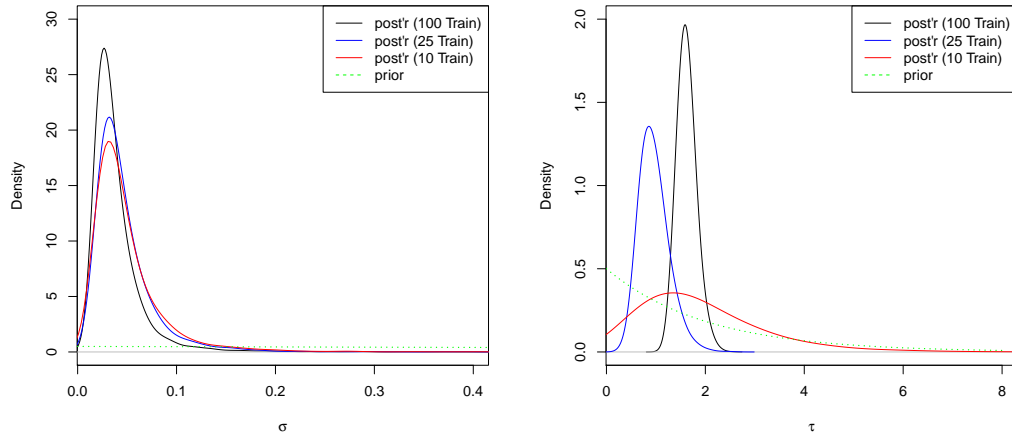 post'r (100 Train)
post'r (25 Train)
post'r (10 Train)
prior
30
25
20
15
10
5
0
Density
0.0 0.1 0.2 0.3 0.4
σ
post'r (100 Train)
post'r (25 Train)
post'r (10 Train)
prior
2.0
1.5
1.0
0.5
0.0
Density
0 2 4 6 8
τ